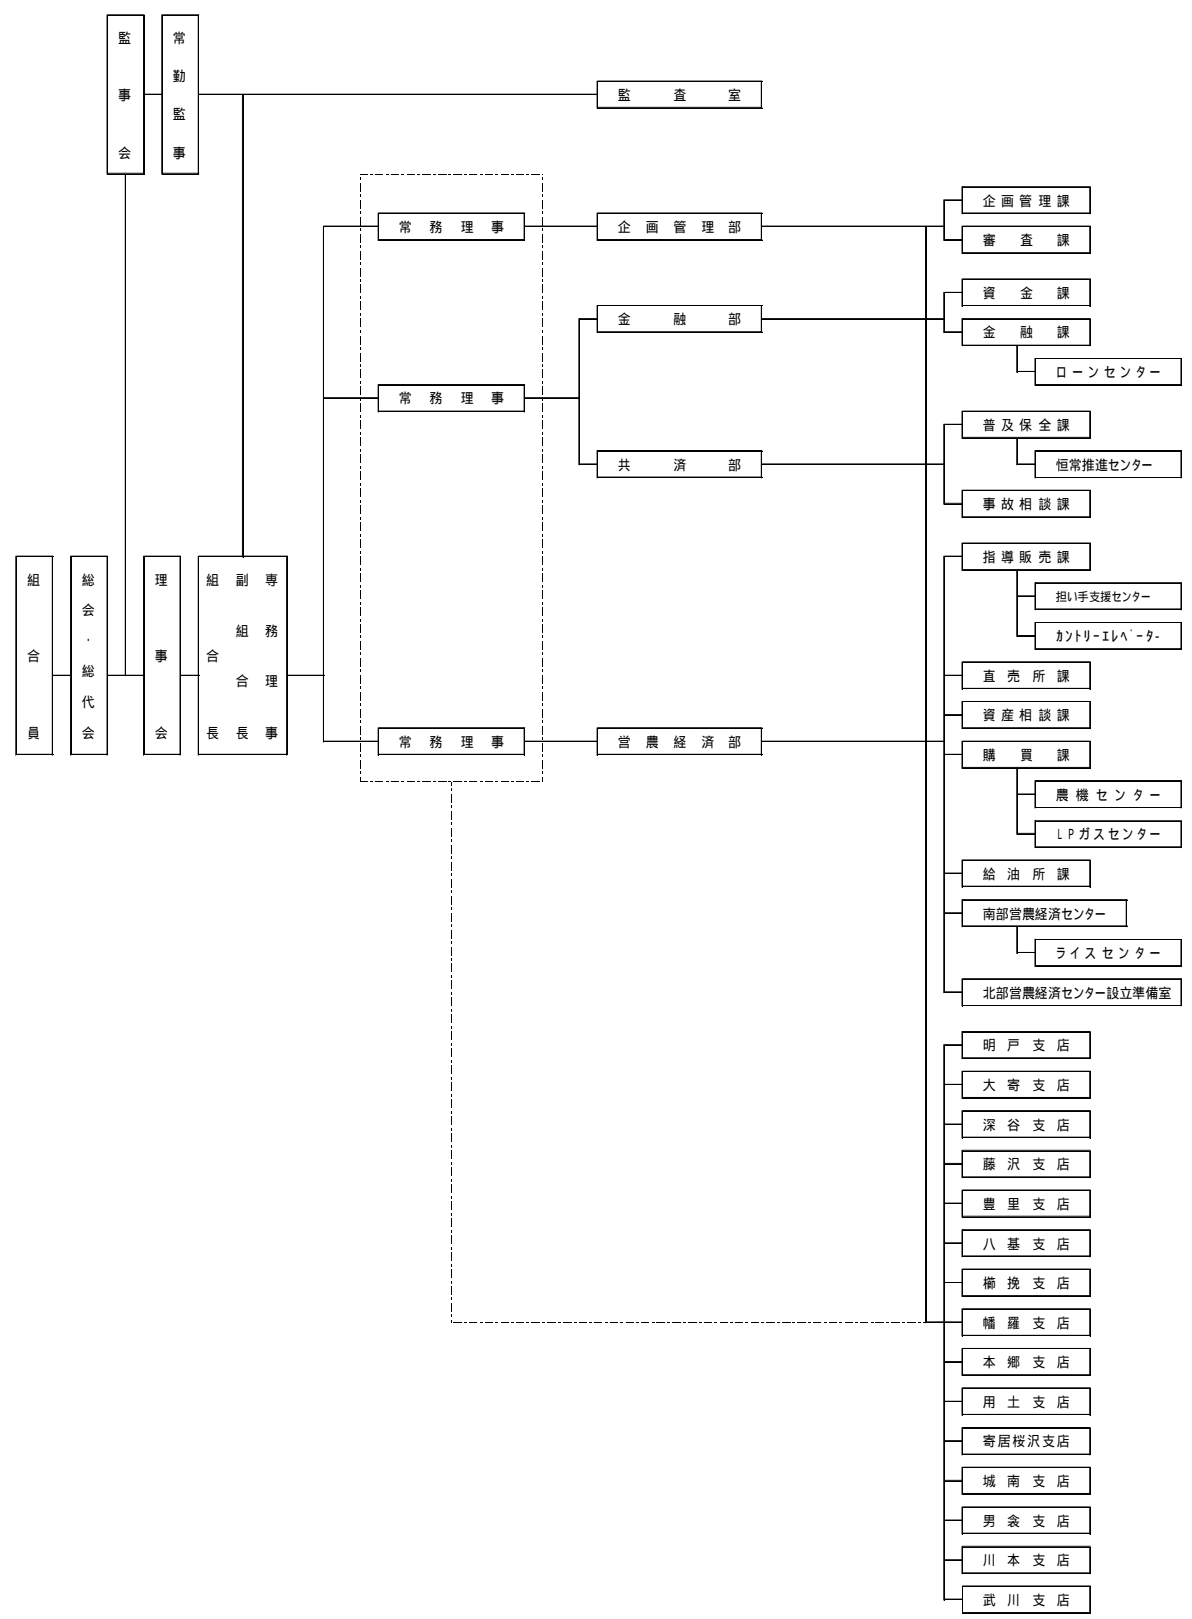 監事会
常勤監事
監査室
組合員
総会・総代会
理事会
組合長
副組合長
専務理事
常務理事
企画管理部
企画管理課
審査課
常務理事
金融部
資金課
金融課
ローンセンター
共済部
普及保全課
恒常推進センター
事故相談課
常務理事
営農経済部
指導販売課
担い手支援センター
カントリーエレベーター
直売所課
資産相談課
購買課
農機センター
LPガスセンター
給油所課
南部営農経済センター
ライスセンター
北部営農経済センター設立準備室
明戸支店
大寄支店
深谷支店
藤沢支店
豊里支店
八基支店
櫛挽支店
幡羅支店
本郷支店
用土支店
寄居桜沢支店
城南支店
男衾支店
川本支店
武川支店